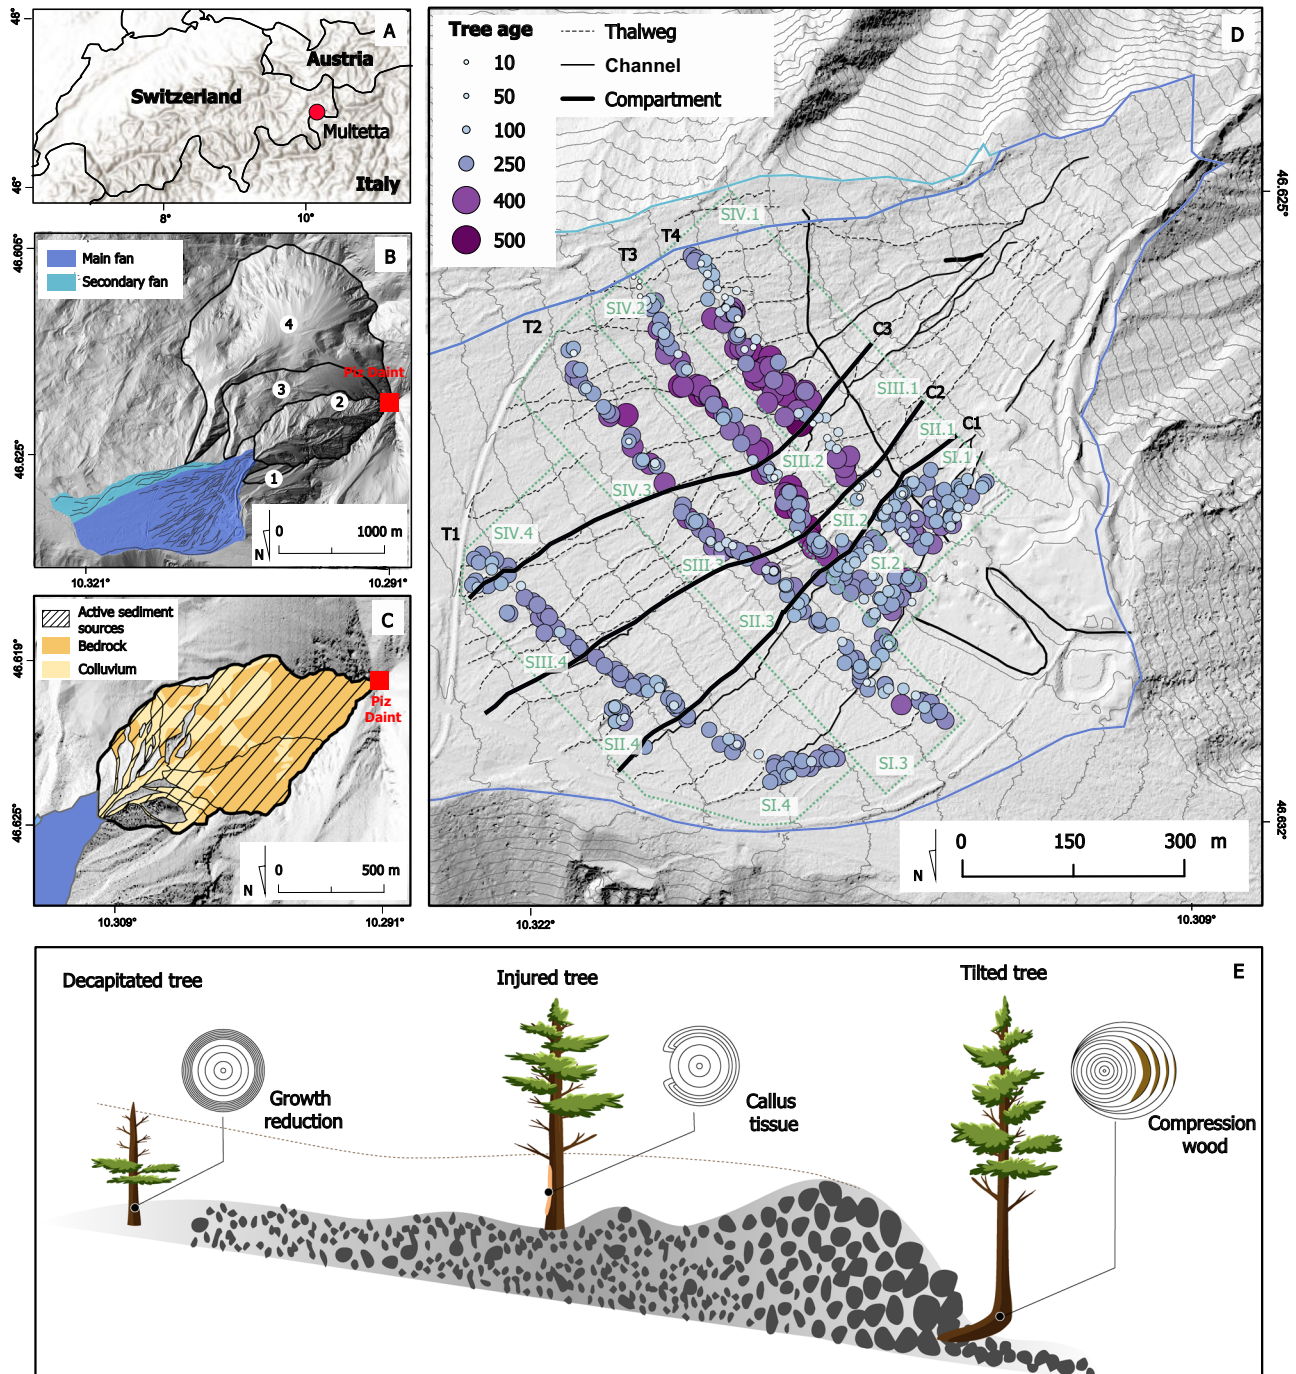 A
48°
46°
8°
10°
Austria
Switzerland
Multetta
Italy
B
Main fan
Secondary fan
46.605°
46.625°
4
3
2
1
Piz Daint
0
1000 m
N
10.321°
10.291°
C
Active sediment
sources
Bedrock
Colluvium
46.619°
46.625°
Piz
Daint
0
500 m
N
10.309°
10.291°
D
Tree age
10
50
100
250
400
500
Thalweg
Channel
Compartment
SIV.1
T4
T3
SIV.2
T2
C3
SIII.1
C2
SII.1
C1
SI.1
SIII.2
SIV.3
SII.2
SIV.4
T1
SIII.3
SI.2
SII.3
SIII.4
SII.4
SI.3
SI.4
46.625°
46.632°
0
150
300 m
N
10.322°
10.309°
E
Decapitated tree
Injured tree
Tilted tree
Growth
reduction
Callus
tissue
Compression
wood